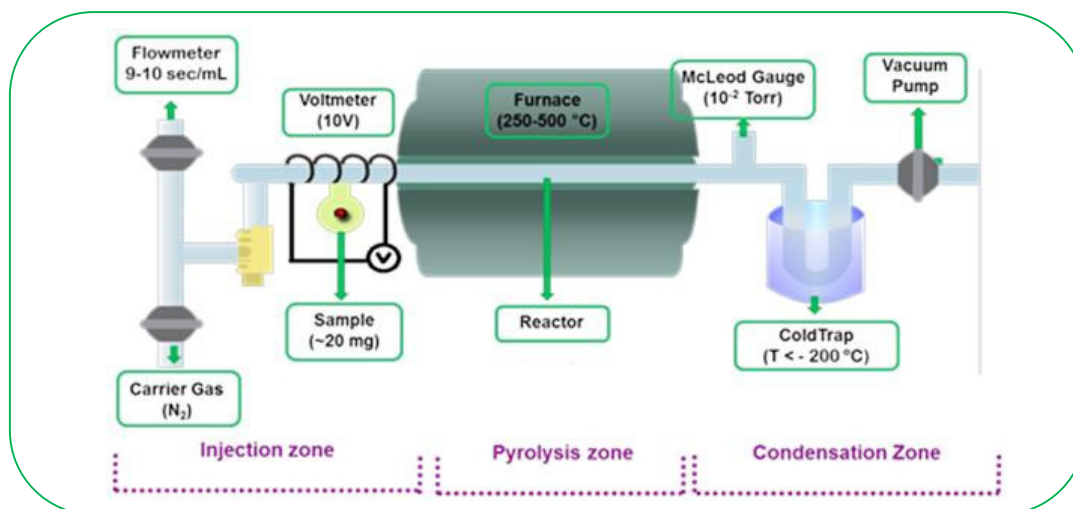 Flowmeter
9-10 sec/mL
Voltmeter
(10V)
Furnace
(250-500 °C)
McLeod Gauge
(10⁻² Torr)
Vacuum
Pump
V
Sample
(~20 mg)
Reactor
ColdTrap
(T < - 200 °C)
Carrier Gas
(N₂)
Injection zone
Pyrolysis zone
Condensation Zone